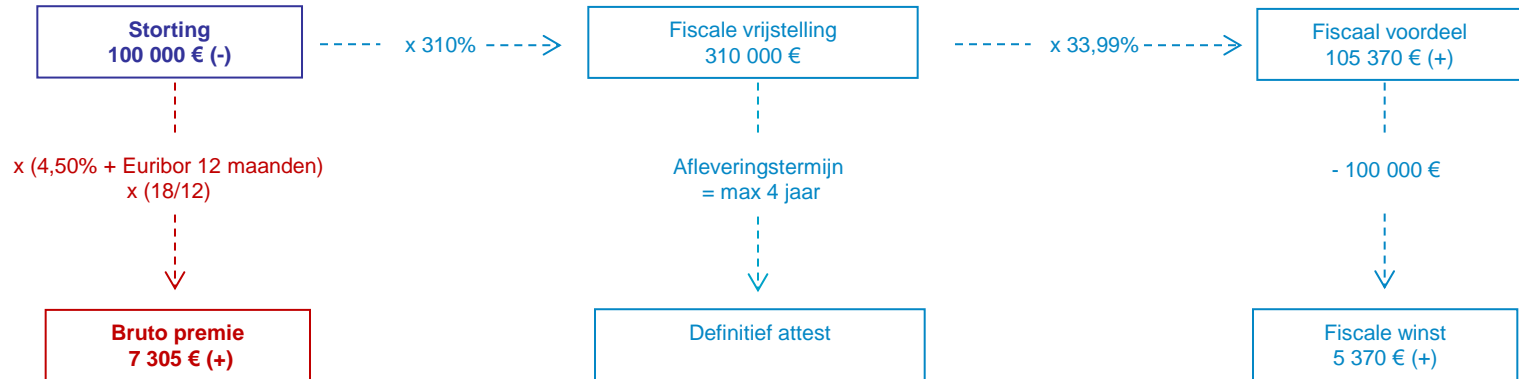 Storting
100 000 € (-)
x 310%
Fiscale vrijstelling
310 000 €
x 33,99%
Fiscaal voordeel
105 370 € (+)
x (4,50% + Euribor 12 maanden)
x (18/12)
Afleveringstermijn
= max 4 jaar
- 100 000 €
Bruto premie
7 305 € (+)
Definitief attest
Fiscale winst
5 370 € (+)